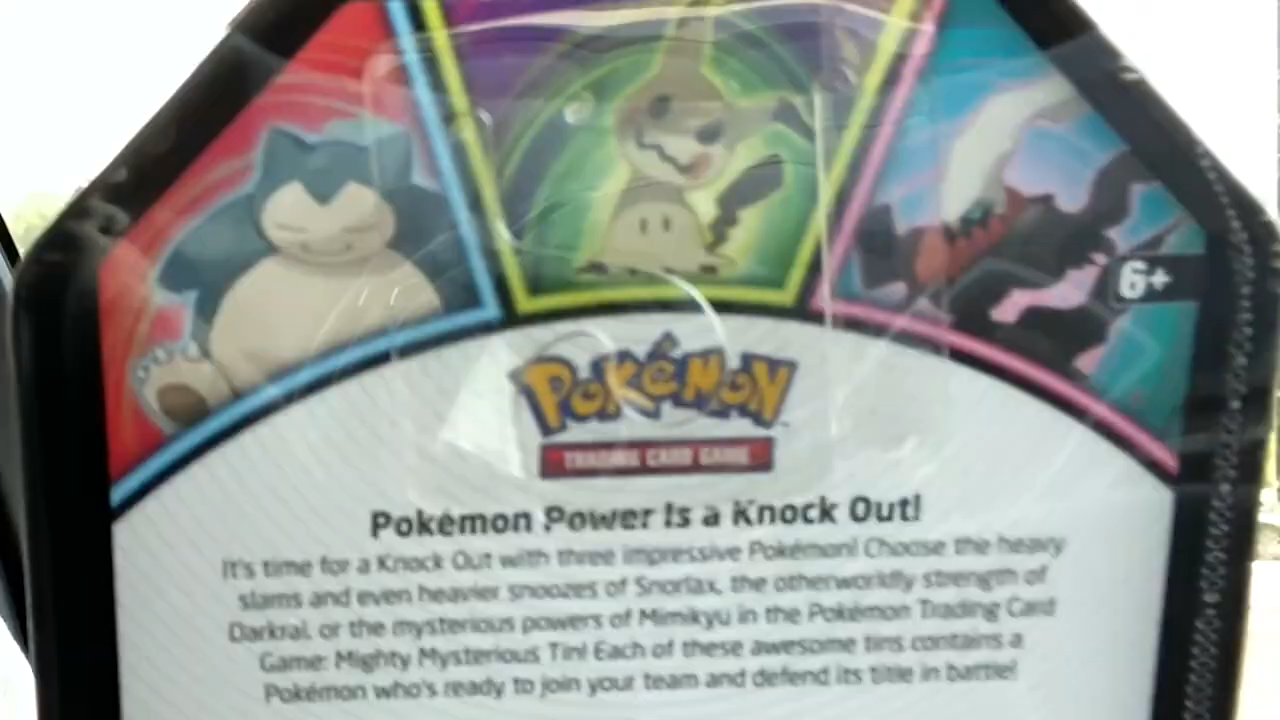 6+
POKéMON
TRADING CARD GAME
Pokémon Power Is a Knock Out!
It's time for a Knock Out with three impressive Pokémon! Choose the heavy
slams and even heavier snoozes of Snorlax, the otherworldly strength of
Darkrai, or the mysterious powers of Mimikyu in the Pokémon Trading Card
Game: Mighty Mysterious Tin! Each of these awesome tins contains a
Pokémon who's ready to join your team and defend its title in battle!